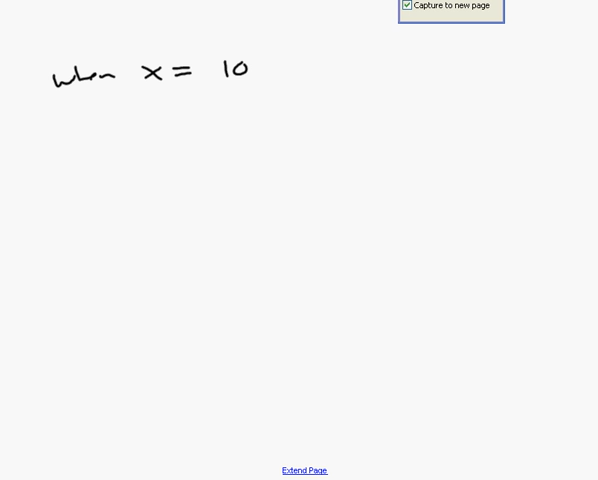 Capture to new page
when x = 10
Extend Page